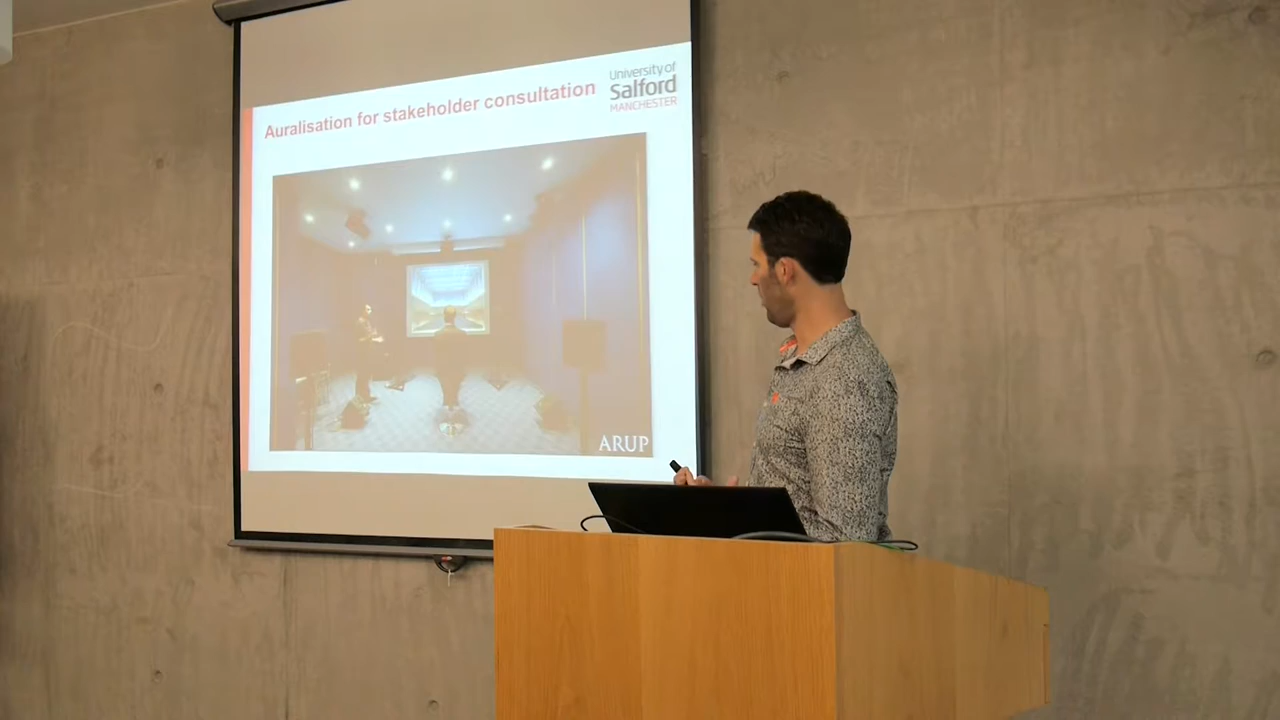 Auralisation for stakeholder consultation
University of
Salford
MANCHESTER
ARUP